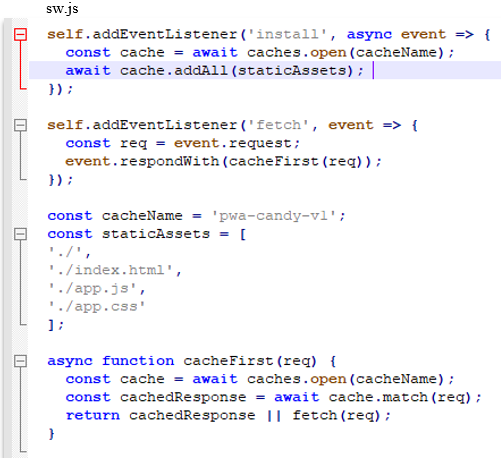 sw.js
self.addEventListener('install', async event => {
  const cache = await caches.open(cacheName);
  await cache.addAll(staticAssets);
});

self.addEventListener('fetch', event => {
  const req = event.request;
  event.respondWith(cacheFirst(req));
});

const cacheName = 'pwa-candy-v1';
const staticAssets = [
'./',
'./index.html',
'./app.js',
'./app.css'
];

async function cacheFirst(req) {
  const cache = await caches.open(cacheName);
  const cachedResponse = await cache.match(req);
  return cachedResponse || fetch(req);
}